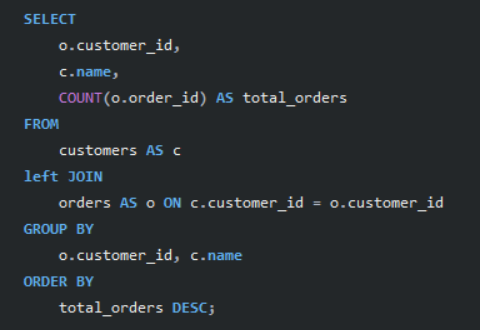 SELECT
    o.customer_id,
    c.name,
    COUNT(o.order_id) AS total_orders
FROM
    customers AS c
left JOIN
    orders AS o ON c.customer_id = o.customer_id
GROUP BY
    o.customer_id, c.name
ORDER BY
    total_orders DESC;